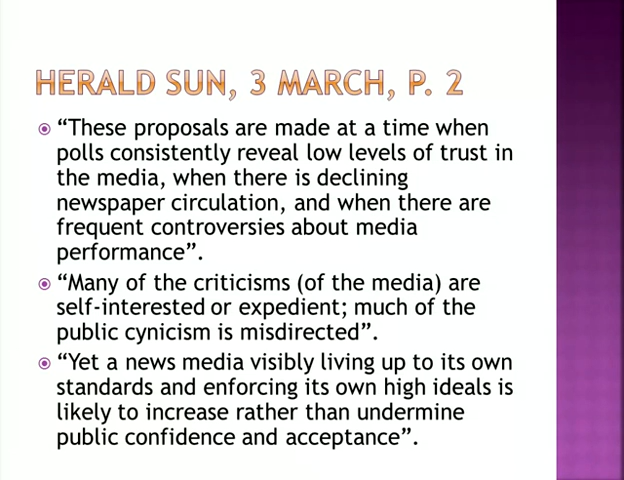 HERALD SUN, 3 MARCH, P. 2
“These proposals are made at a time when
polls consistently reveal low levels of trust in
the media, when there is declining
newspaper circulation, and when there are
frequent controversies about media
performance”.
“Many of the criticisms (of the media) are
self-interested or expedient; much of the
public cynicism is misdirected”.
“Yet a news media visibly living up to its own
standards and enforcing its own high ideals is
likely to increase rather than undermine
public confidence and acceptance”.